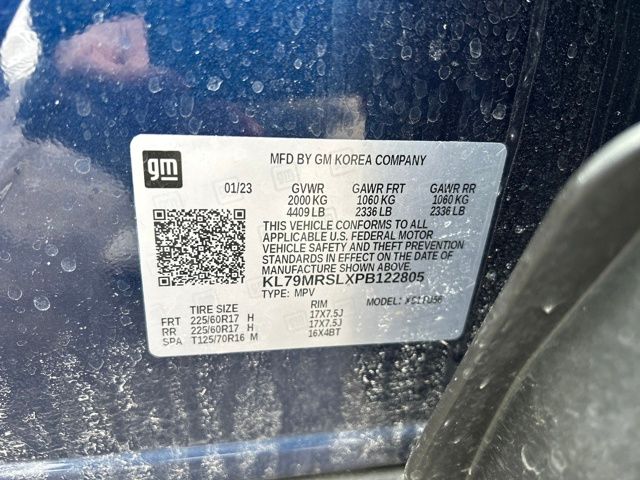 gm
MFD BY GM KOREA COMPANY
01/23 GVWR GAWR FRT GAWR RR
2000 KG 1060 KG 1060 KG
4409 LB 2336 LB 2336 LB
THIS VEHICLE CONFORMS TO ALL
APPLICABLE U.S. FEDERAL MOTOR
VEHICLE SAFETY AND THEFT PREVENTION
STANDARDS IN EFFECT ON THE DATE OF
MANUFACTURE SHOWN ABOVE.
KL79MRSLXPB122805
TYPE: MPV MODEL:
TIRE SIZE RIM
FRT 225/60R17 H 17X7.5J
RR 225/60R17 H 17X7.5J
SPA T125/70R16 M 16X4BT